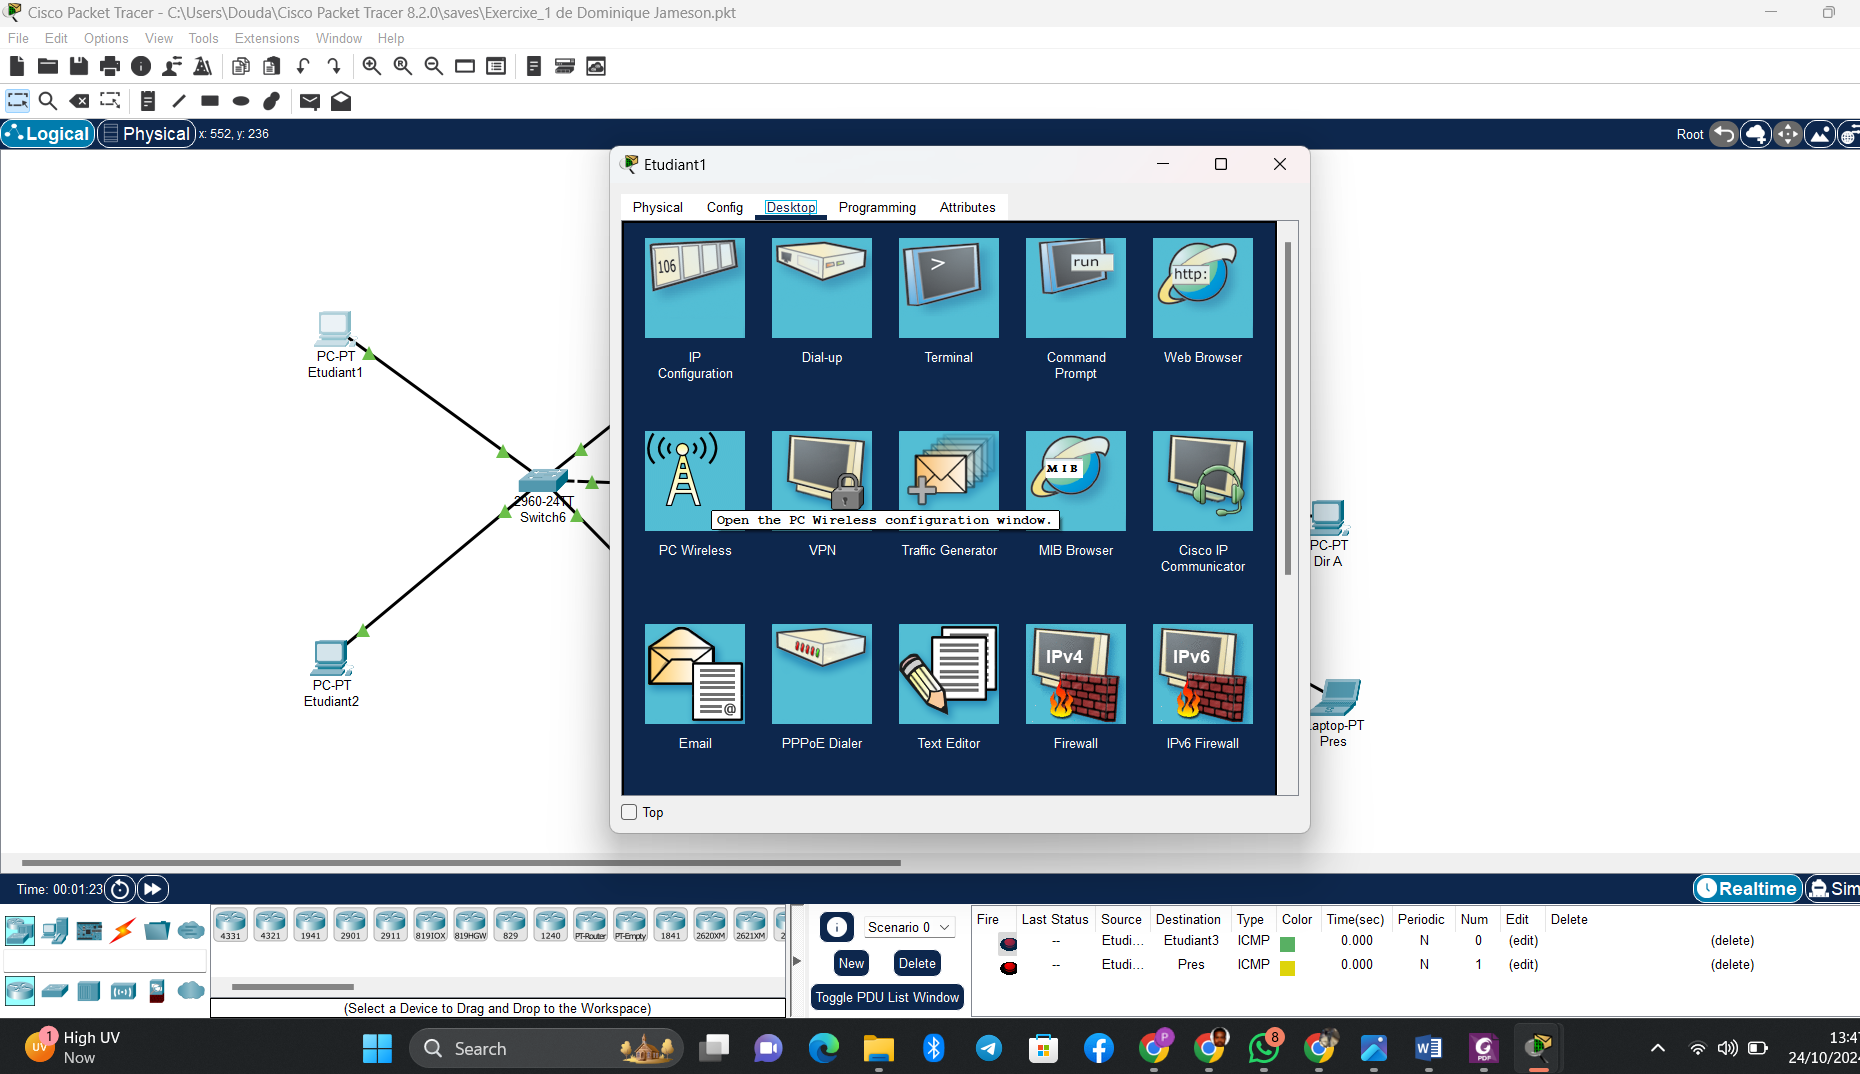 Cisco Packet Tracer - C:\Users\Douda\Cisco Packet Tracer 8.2.0\saves\Exercixe_1 de Dominique Jameson.pkt
File Edit Options View Tools Extensions Window Help
Logical Physical x: 552, y: 236
Root
Etudiant1
Physical Config Desktop Programming Attributes
106
>
run
http:
IP
Configuration
Dial-up
Terminal
Command
Prompt
Web Browser
MIB
Open the PC Wireless configuration window.
PC Wireless
VPN
Traffic Generator
MIB Browser
Cisco IP
Communicator
@
IPv4
IPv6
Email
PPPoE Dialer
Text Editor
Firewall
IPv6 Firewall
Top
PC-PT
Etudiant1
2960-24TT
Switch6
PC-PT
Etudiant2
PC-PT
Dir A
aptop-PT
Pres
Time: 00:01:23
Realtime
Sim
4331 4321 1941 2901 2911 819IOX 819HGW 829 1240 PT-Router PT-Empty 1841 2620XM 2621XM 2
(Select a Device to Drag and Drop to the Workspace)
Scenario 0
New Delete
Toggle PDU List Window
Fire Last Status Source Destination Type Color Time(sec) Periodic Num Edit Delete
-- Etudi... Etudiant3 ICMP 0.000 N 0 (edit) (delete)
-- Etudi... Pres ICMP 0.000 N 1 (edit) (delete)
UV
1
High UV
Now
Search
P
8
W
PDF
13:47
24/10/2024